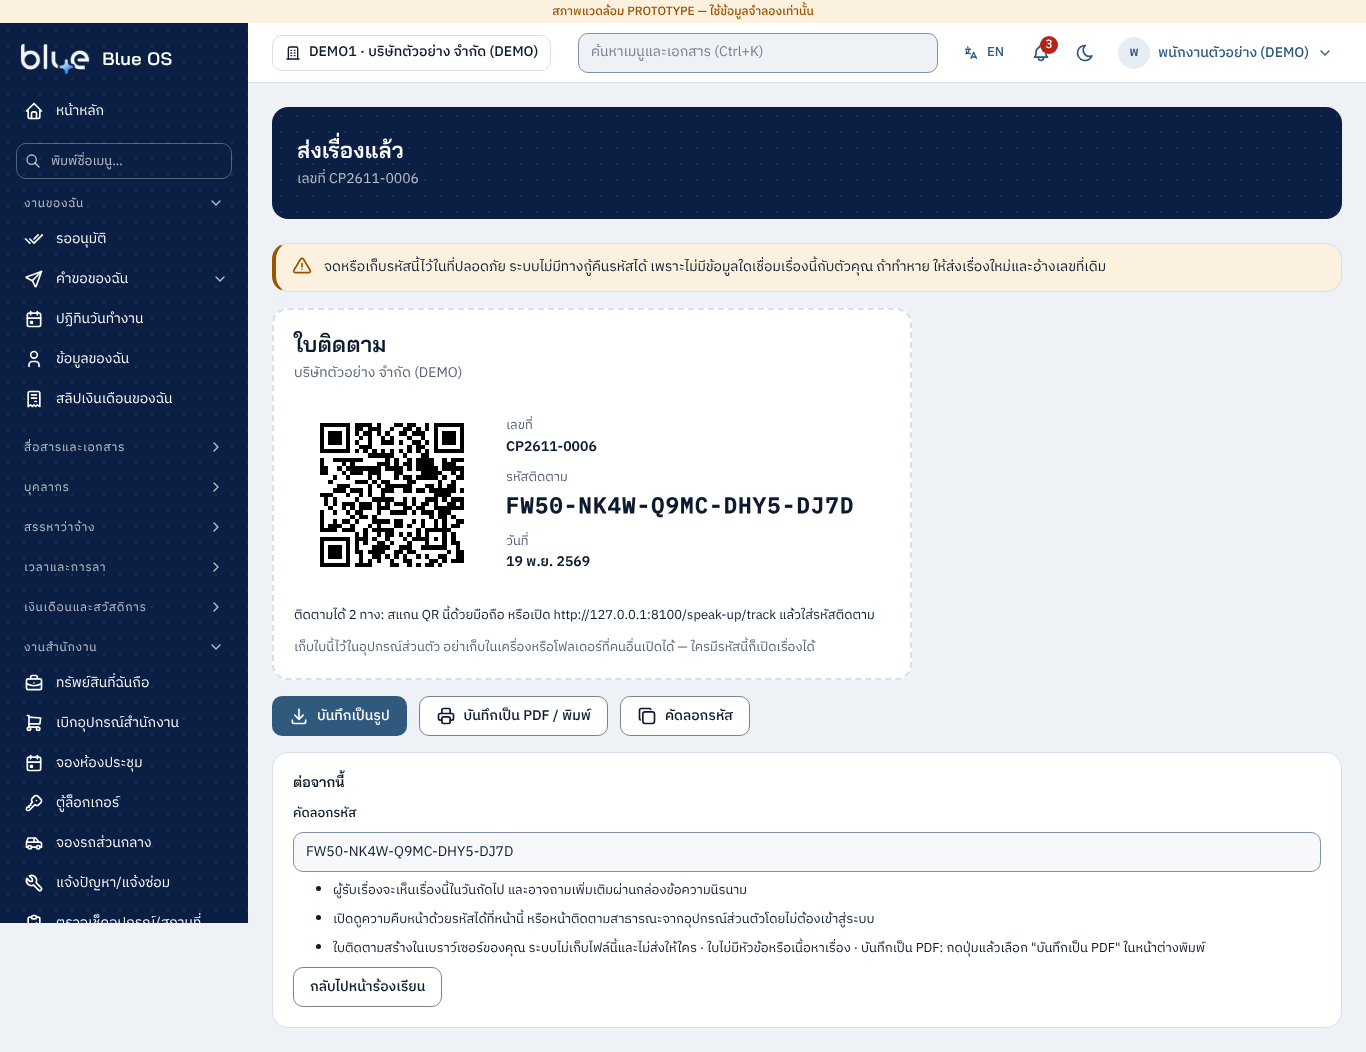 สภาพแวดล้อม PROTOTYPE — ใช้ข้อมูลจำลองเท่านั้น
blue Blue OS
DEMO1 · บริษัทตัวอย่าง จำกัด (DEMO)
ค้นหาเมนูและเอกสาร (Ctrl+K)
EN
3
พ
พนักงานตัวอย่าง (DEMO)
หน้าหลัก
พิมพ์ชื่อเมนู...
งานของฉัน
รออนุมัติ
คำขอของฉัน
ปฏิทินวันทำงาน
ข้อมูลของฉัน
สลิปเงินเดือนของฉัน
สื่อสารและเอกสาร
บุคลากร
สรรหาว่าจ้าง
เวลาและการลา
เงินเดือนและสวัสดิการ
งานสำนักงาน
ทรัพย์สินที่ฉันถือ
เบิกอุปกรณ์สำนักงาน
จองห้องประชุม
ตู้ล็อกเกอร์
จองรถส่วนกลาง
แจ้งปัญหา/แจ้งซ่อม
ตรวจเช็คอุปกรณ์/สถานที่
ส่งเรื่องแล้ว
เลขที่ CP2611-0006
จดหรือเก็บรหัสนี้ไว้ในที่ปลอดภัย ระบบไม่มีทางกู้คืนรหัสได้ เพราะไม่มีข้อมูลใดเชื่อมเรื่องนี้กับตัวคุณ ถ้าทำหาย ให้ส่งเรื่องใหม่และอ้างเลขที่เดิม
ใบติดตาม
บริษัทตัวอย่าง จำกัด (DEMO)
เลขที่
CP2611-0006
รหัสติดตาม
FW50-NK4W-Q9MC-DHY5-DJ7D
วันที่
19 พ.ย. 2569
ติดตามได้ 2 ทาง: สแกน QR นี้ด้วยมือถือ หรือเปิด http://127.0.0.1:8100/speak-up/track แล้วใส่รหัสติดตาม
เก็บใบนี้ไว้ในอุปกรณ์ส่วนตัว อย่าเก็บในเครื่องหรือโฟลเดอร์ที่คนอื่นเปิดได้ — ใครมีรหัสนี้ก็เปิดเรื่องได้
บันทึกเป็นรูป
บันทึกเป็น PDF / พิมพ์
คัดลอกรหัส
ต่อจากนี้
คัดลอกรหัส
FW50-NK4W-Q9MC-DHY5-DJ7D
ผู้รับเรื่องจะเห็นเรื่องนี้ในวันถัดไป และอาจถามเพิ่มเติมผ่านกล่องข้อความนิรนาม
เปิดดูความคืบหน้าด้วยรหัสได้ที่หน้านี้ หรือหน้าติดตามสาธารณะจากอุปกรณ์ส่วนตัวโดยไม่ต้องเข้าสู่ระบบ
ใบติดตามสร้างในเบราว์เซอร์ของคุณ ระบบไม่เก็บไฟล์นี้และไม่ส่งให้ใคร · ใบไม่มีหัวข้อหรือเนื้อหาเรื่อง · บันทึกเป็น PDF: กดปุ่มแล้วเลือก "บันทึกเป็น PDF" ในหน้าต่างพิมพ์
กลับไปหน้าร้องเรียน